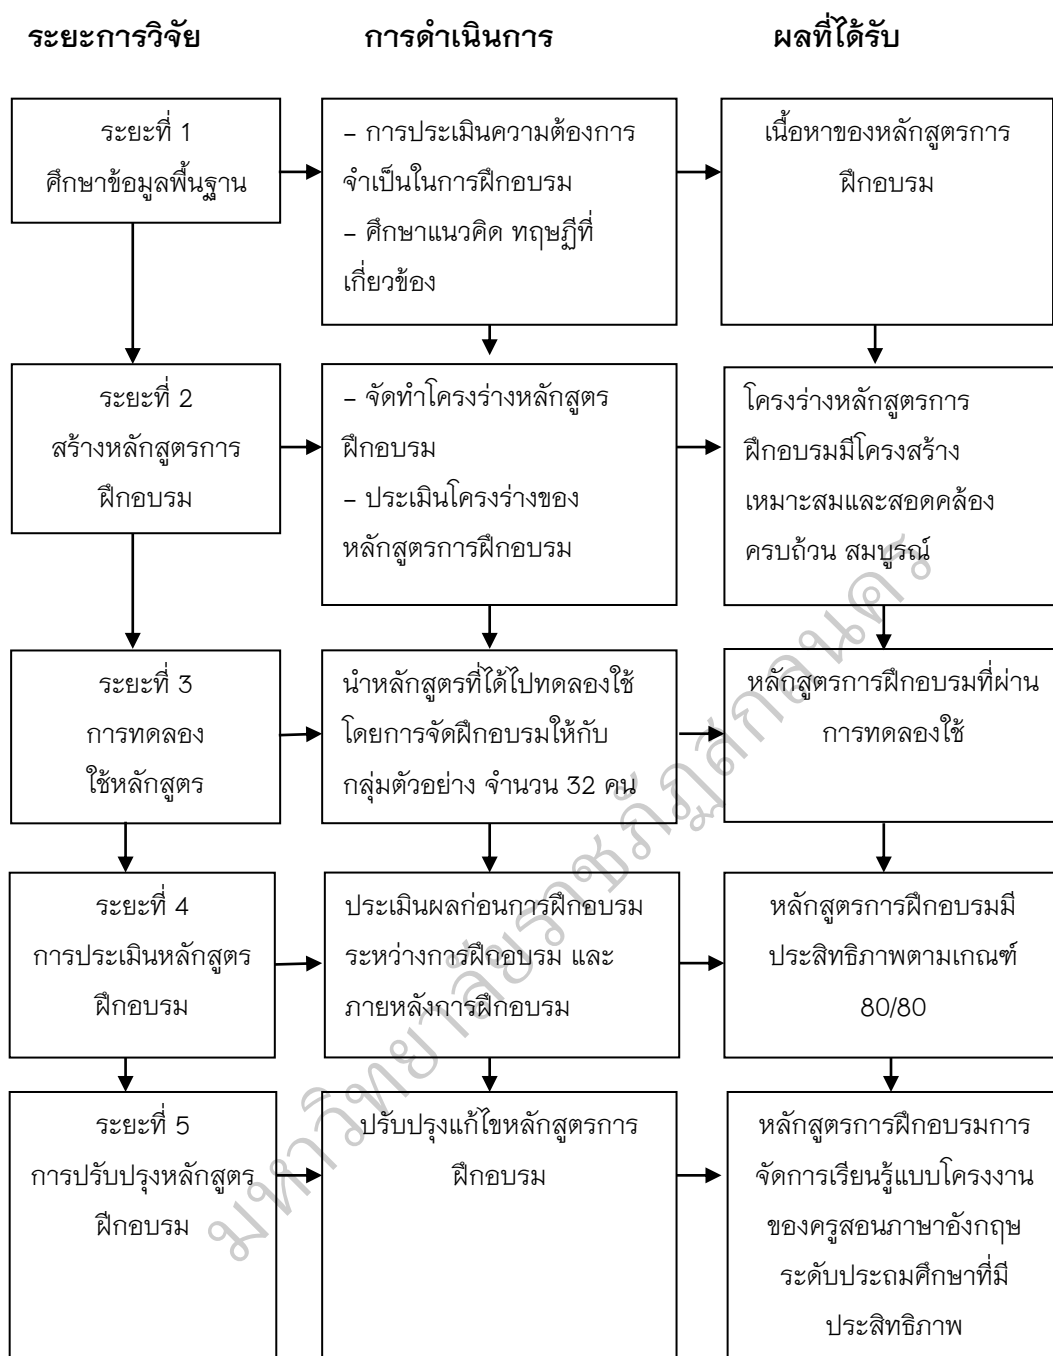 ระยะการวิจัย การดำเนินการ ผลที่ได้รับ
ระยะที่ 1
ศึกษาข้อมูลพื้นฐาน
– การประเมินความต้องการ
จำเป็นในการฝึกอบรม
– ศึกษาแนวคิด ทฤษฎีที่
เกี่ยวข้อง
เนื้อหาของหลักสูตรการ
ฝึกอบรม
ระยะที่ 2
สร้างหลักสูตรการ
ฝึกอบรม
– จัดทำโครงร่างหลักสูตร
ฝึกอบรม
– ประเมินโครงร่างของ
หลักสูตรการฝึกอบรม
โครงร่างหลักสูตรการ
ฝึกอบรมมีโครงสร้าง
เหมาะสมและสอดคล้อง
ครบถ้วน สมบูรณ์
ระยะที่ 3
การทดลอง
ใช้หลักสูตร
นำหลักสูตรที่ได้ไปทดลองใช้
โดยการจัดฝึกอบรมให้กับ
กลุ่มตัวอย่าง จำนวน 32 คน
หลักสูตรการฝึกอบรมที่ผ่าน
การทดลองใช้
ระยะที่ 4
การประเมินหลักสูตร
ฝึกอบรม
ประเมินผลก่อนการฝึกอบรม
ระหว่างการฝึกอบรม และ
ภายหลังการฝึกอบรม
หลักสูตรการฝึกอบรมมี
ประสิทธิภาพตามเกณฑ์
80/80
ระยะที่ 5
การปรับปรุงหลักสูตร
ฝึกอบรม
ปรับปรุงแก้ไขหลักสูตรการ
ฝึกอบรม
หลักสูตรการฝึกอบรมการ
จัดการเรียนรู้แบบโครงงาน
ของครูสอนภาษาอังกฤษ
ระดับประถมศึกษาที่มี
ประสิทธิภาพ
มหาวิทยาลัยราชภัฏสกลนคร